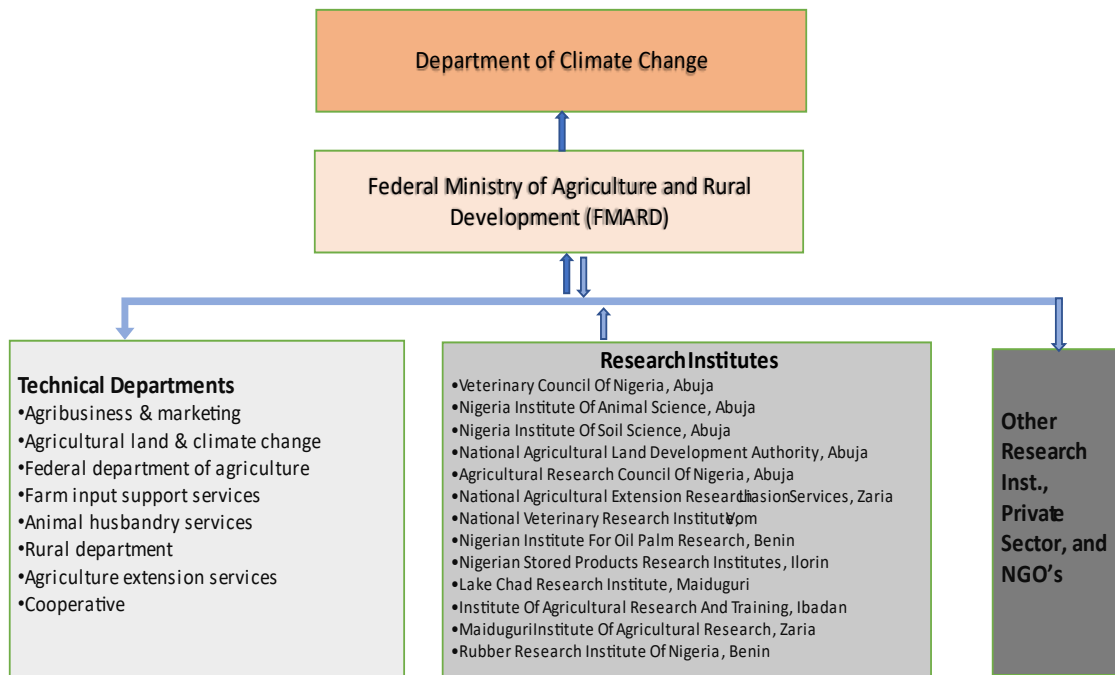 Department of Climate Change
Federal Ministry of Agriculture and Rural
Development (FMARD)
Technical Departments
•Agribusiness & marketing
•Agricultural land & climate change
•Federal department of agriculture
•Farm input support services
•Animal husbandry services
•Rural department
•Agriculture extension services
•Cooperative
Research Institutes
•Veterinary Council Of Nigeria, Abuja
•Nigeria Institute Of Animal Science, Abuja
•Nigeria Institute Of Soil Science, Abuja
•National Agricultural Land Development Authority, Abuja
•Agricultural Research Council Of Nigeria, Abuja
•National Agricultural Extension Research Liasion Services, Zaria
•National Veterinary Research Institute, Vom
•Nigerian Institute For Oil Palm Research, Benin
•Nigerian Stored Products Research Institutes, Ilorin
•Lake Chad Research Institute, Maiduguri
•Institute Of Agricultural Research And Training, Ibadan
•Maiduguri Institute Of Agricultural Research, Zaria
•Rubber Research Institute Of Nigeria, Benin
Other
Research
Inst.,
Private
Sector, and
NGO's